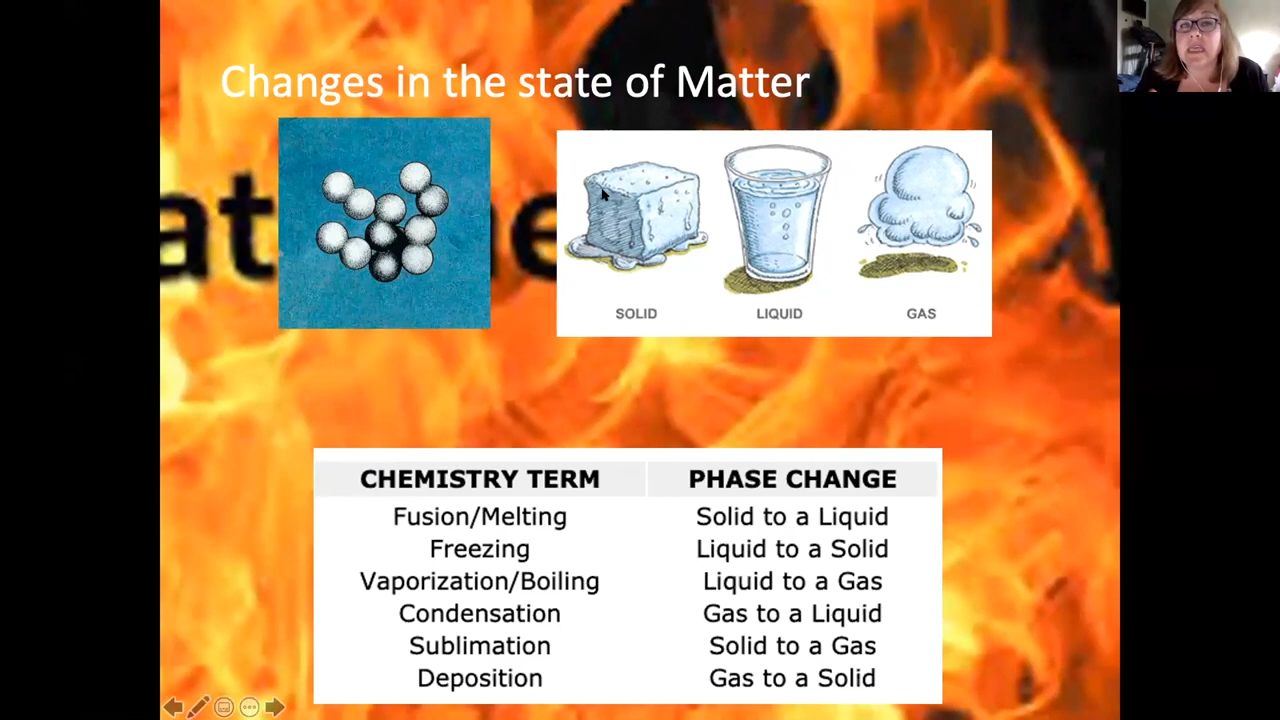 Changes in the state of Matter
at
e
SOLID LIQUID GAS
CHEMISTRY TERM PHASE CHANGE
Fusion/Melting Solid to a Liquid
Freezing Liquid to a Solid
Vaporization/Boiling Liquid to a Gas
Condensation Gas to a Liquid
Sublimation Solid to a Gas
Deposition Gas to a Solid